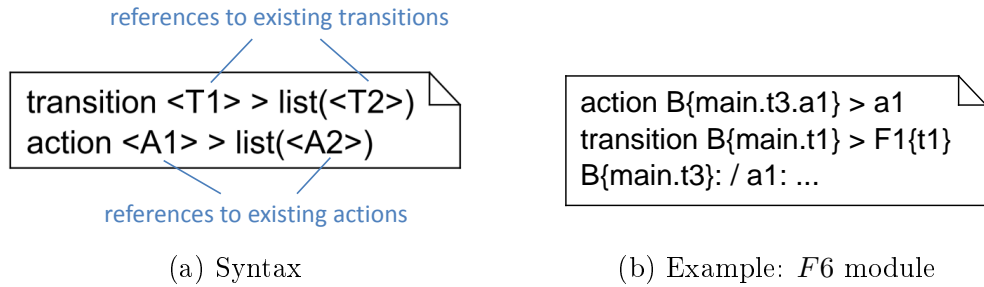 references to existing transitions
transition <T1> > list(<T2>)
action <A1> > list(<A2>)
references to existing actions
(a) Syntax
action B{main.t3.a1} > a1
transition B{main.t1} > F1{t1}
B{main.t3}: / a1: ...
(b) Example: F6 module